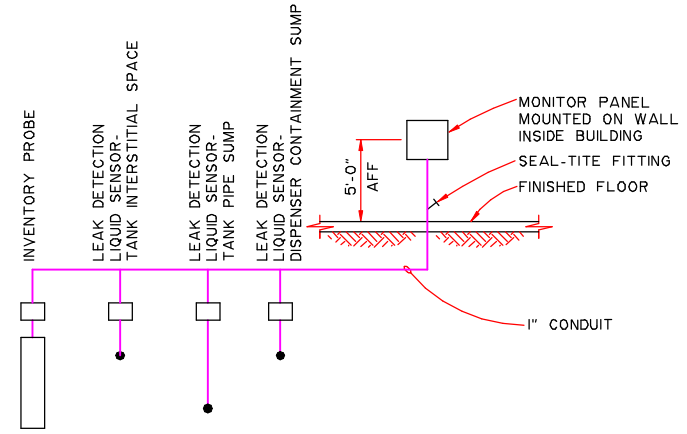 INVENTORY PROBE
LEAK DETECTION
LIQUID SENSOR-
TANK INTERSTITIAL SPACE
LEAK DETECTION
LIQUID SENSOR-
TANK PIPE SUMP
LEAK DETECTION
LIQUID SENSOR-
DISPENSER CONTAINMENT SUMP
5'-0"
AFF
MONITOR PANEL
MOUNTED ON WALL
INSIDE BUILDING
SEAL-TITE FITTING
FINISHED FLOOR
1" CONDUIT